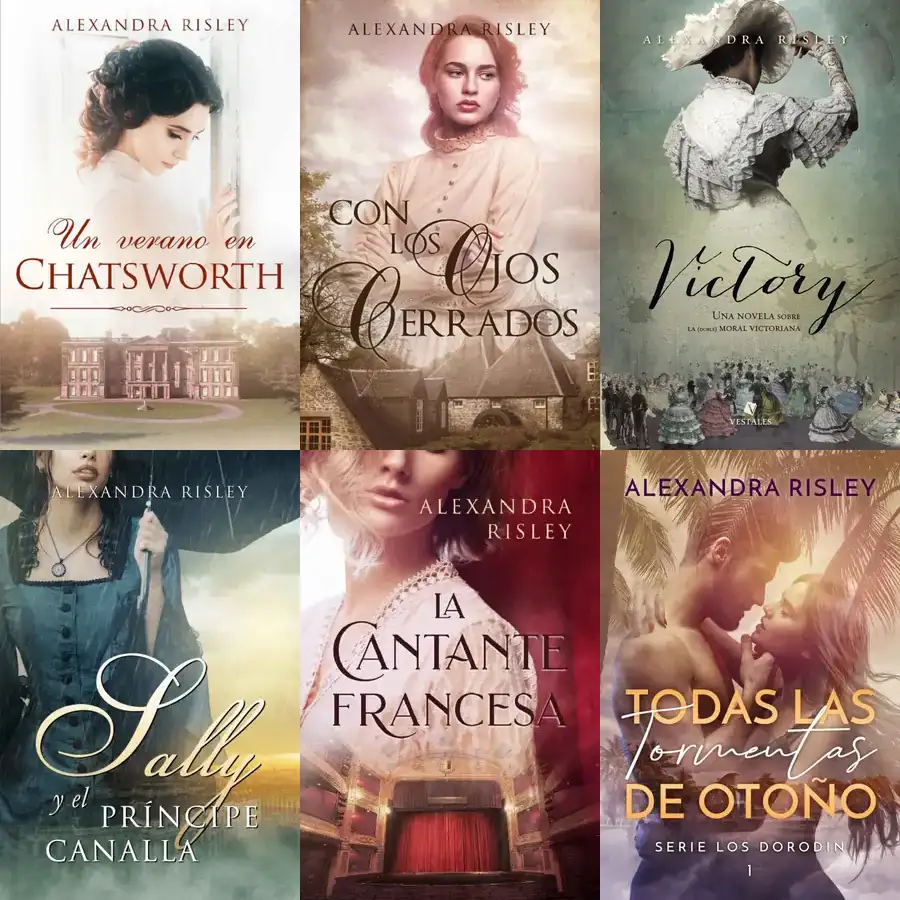 ALEXANDRA RISLEY
Un verano en
CHATSWORTH
ALEXANDRA RISLEY
CON
LOS OJOS
CERRADOS
ALEXANDRA RISLEY
Victory
UNA NOVELA SOBRE
LA (DOBLE) MORAL VICTORIANA
V
VESTALES
ALEXANDRA RISLEY
Sally
y el
PRÍNCIPE
CANALLA
ALEXANDRA
RISLEY
LA
CANTANTE
FRANCESA
ALEXANDRA RISLEY
TODAS LAS
Tormentas
DE OTOÑO
SERIE LOS DORODIN
1